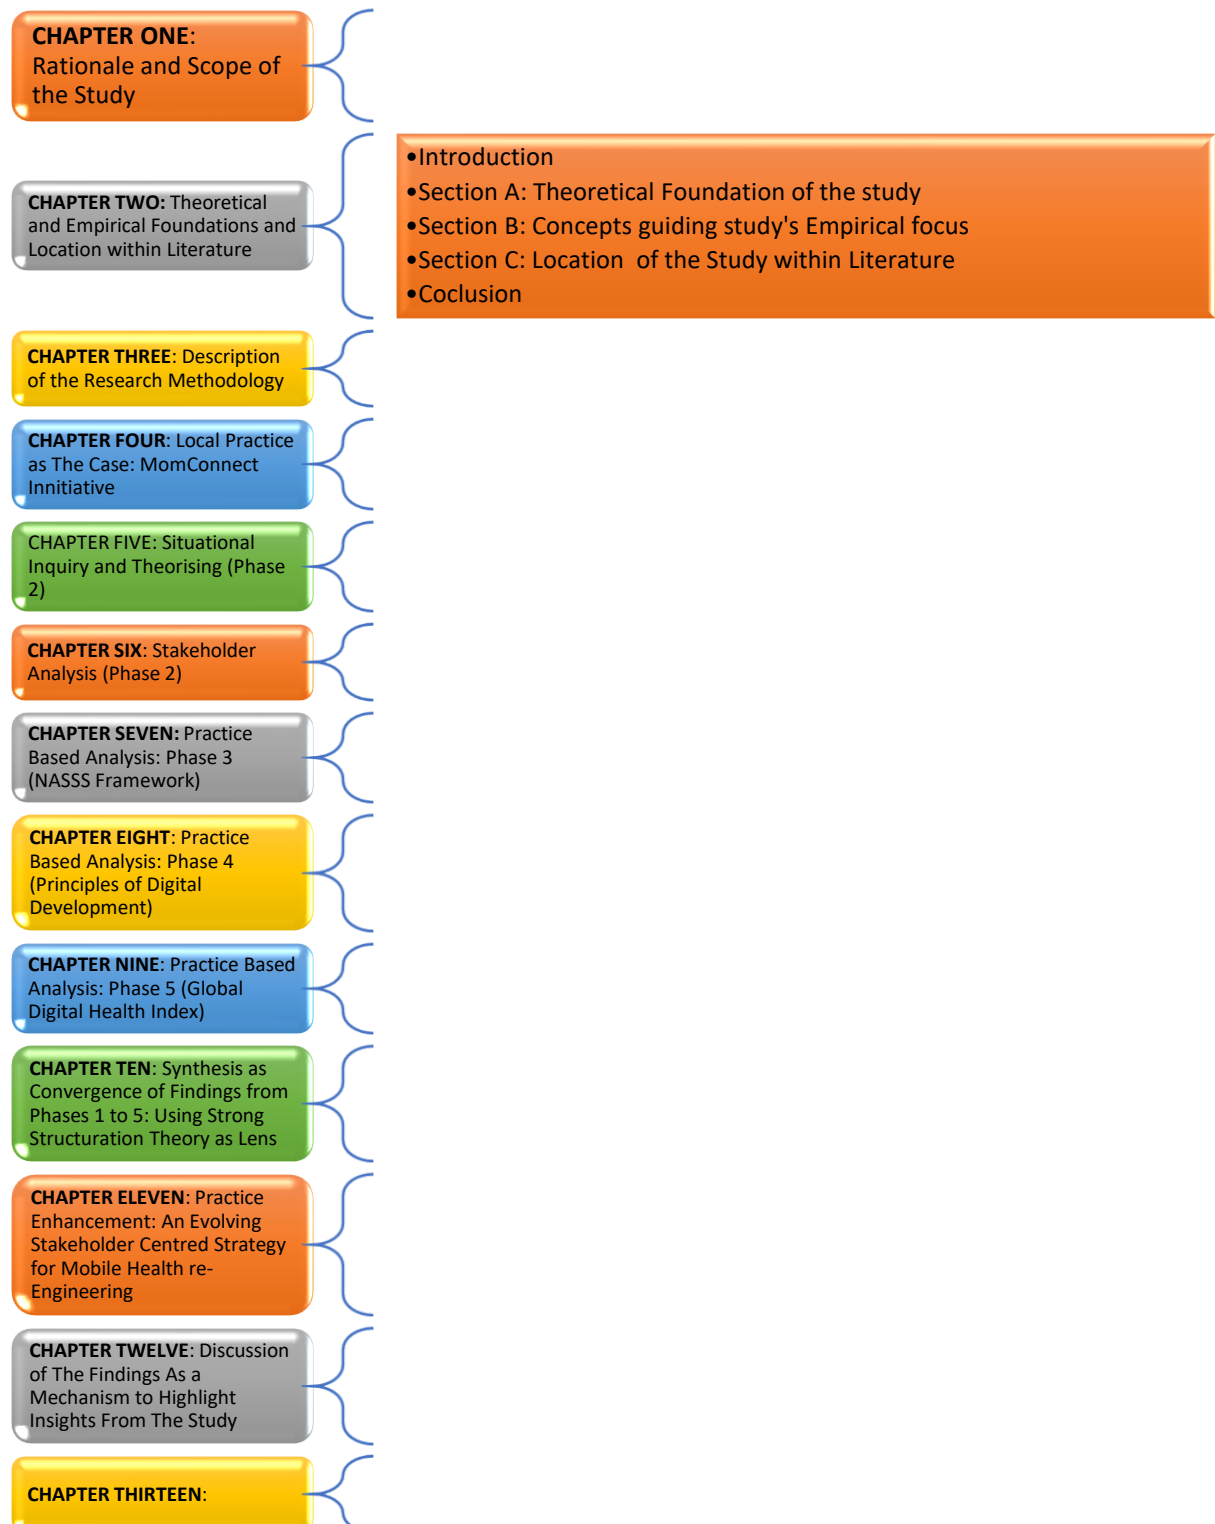 CHAPTER ONE:
Rationale and Scope of
the Study
CHAPTER TWO: Theoretical
and Empirical Foundations and
Location within Literature
•Introduction
•Section A: Theoretical Foundation of the study
•Section B: Concepts guiding study's Empirical focus
•Section C: Location of the Study within Literature
•Coclusion
CHAPTER THREE: Description
of the Research Methodology
CHAPTER FOUR: Local Practice
as The Case: MomConnect
Innitiative
CHAPTER FIVE: Situational
Inquiry and Theorising (Phase
2)
CHAPTER SIX: Stakeholder
Analysis (Phase 2)
CHAPTER SEVEN: Practice
Based Analysis: Phase 3
(NASSS Framework)
CHAPTER EIGHT: Practice
Based Analysis: Phase 4
(Principles of Digital
Development)
CHAPTER NINE: Practice Based
Analysis: Phase 5 (Global
Digital Health Index)
CHAPTER TEN: Synthesis as
Convergence of Findings from
Phases 1 to 5: Using Strong
Structuration Theory as Lens
CHAPTER ELEVEN: Practice
Enhancement: An Evolving
Stakeholder Centred Strategy
for Mobile Health re-
Engineering
CHAPTER TWELVE: Discussion
of The Findings As a
Mechanism to Highlight
Insights From The Study
CHAPTER THIRTEEN: